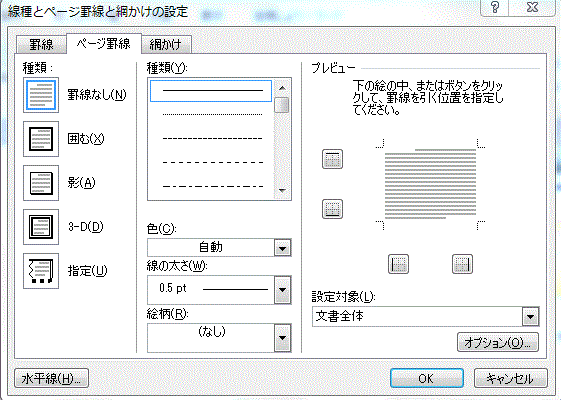 線種とページ罫線と網かけの設定
罫線
ページ罫線
網かけ
種類:
罫線なし(N)
囲む(X)
影(A)
3-D(D)
指定(U)
種類(Y):
色(C):
自動
線の太さ(W):
0.5 pt
絵柄(R):
(なし)
プレビュー
下の絵の中、またはボタンをクリッ
クして、罫線を引く位置を指定し
てください。
設定対象(L):
文書全体
オプション(O)...
水平線(H)...
OK
キャンセル